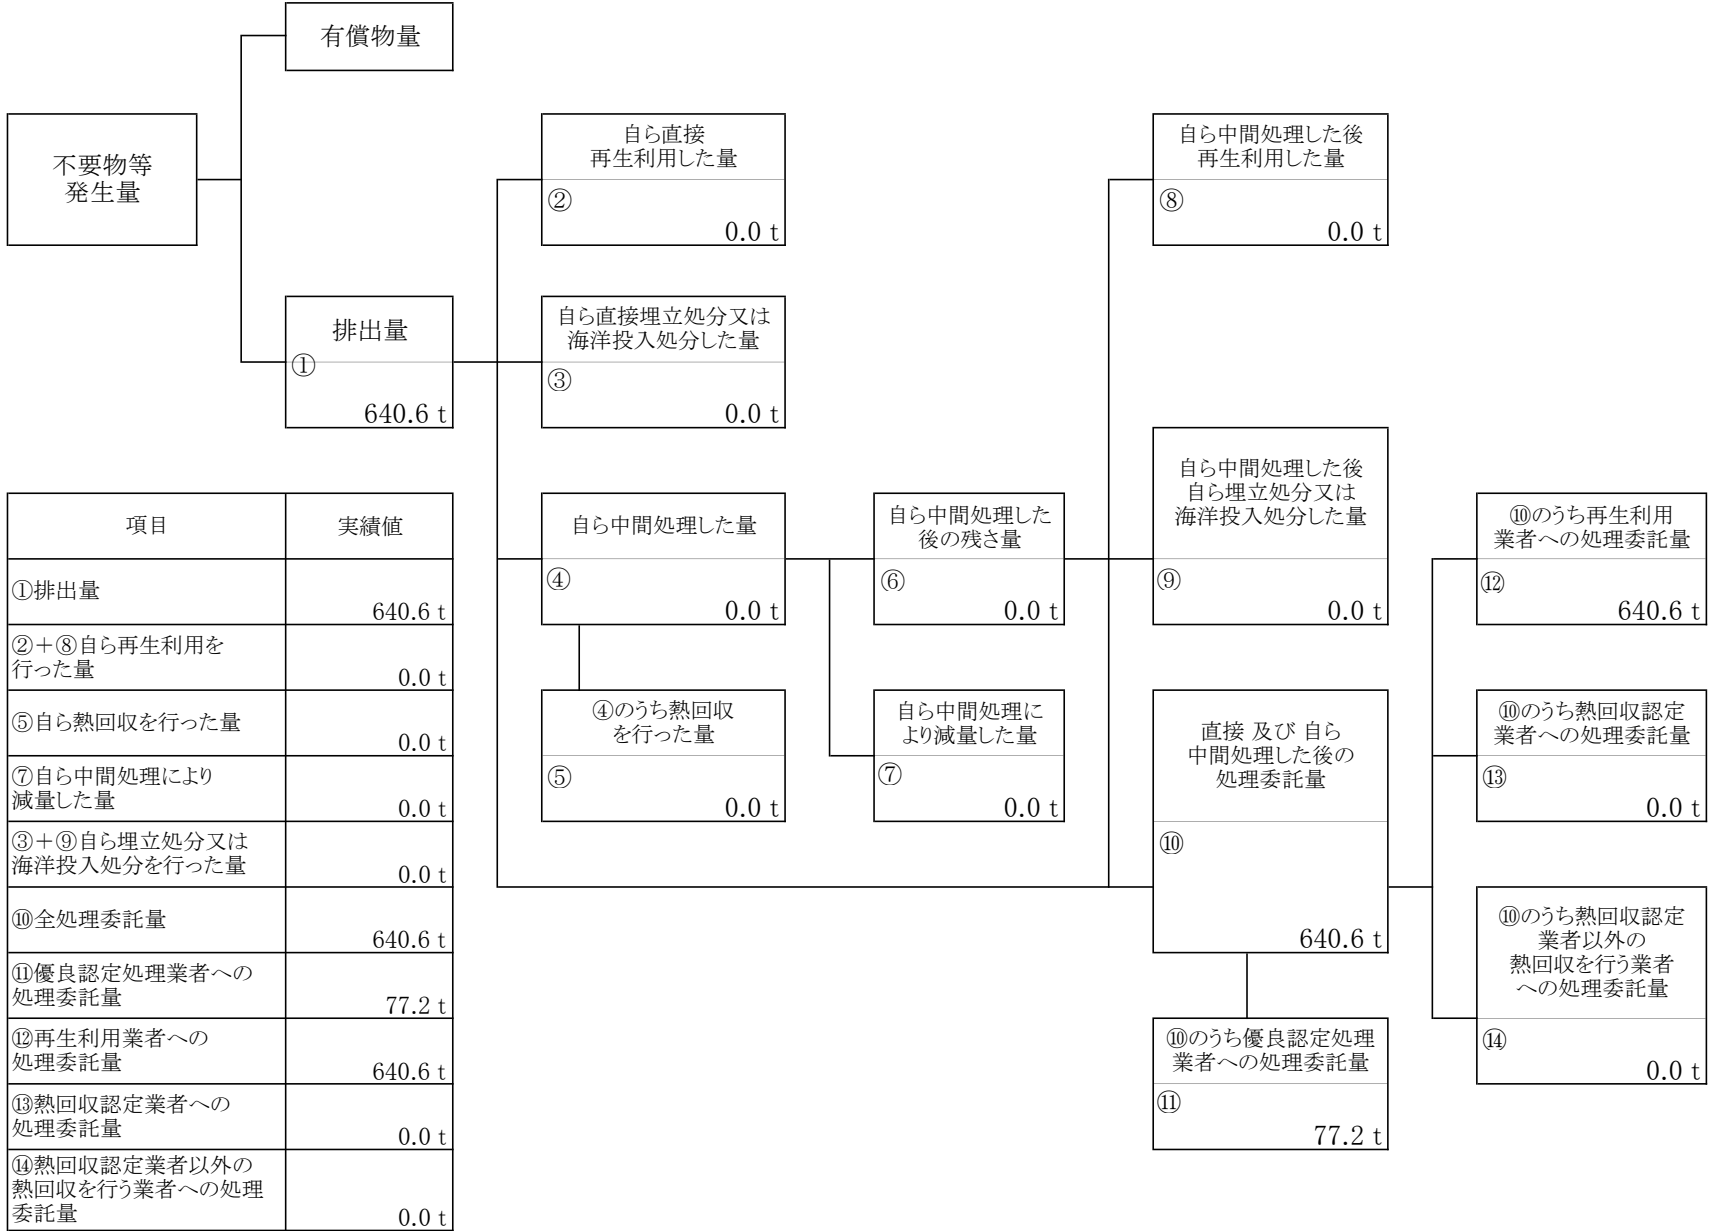 有償物量
不要物等
発生量
自ら直接
再生利用した量
②
0.0 t
自ら中間処理した後
再生利用した量
⑧
0.0 t
排出量
①
640.6 t
自ら直接埋立処分又は
海洋投入処分した量
③
0.0 t
自ら中間処理した量
④
0.0 t
自ら中間処理した
後の残さ量
⑥
0.0 t
自ら中間処理した後
自ら埋立処分又は
海洋投入処分した量
⑨
0.0 t
⑩のうち再生利用
業者への処理委託量
⑫
640.6 t
④のうち熱回収
を行った量
⑤
0.0 t
自ら中間処理に
より減量した量
⑦
0.0 t
直接 及び 自ら
中間処理した後の
処理委託量
⑩
640.6 t
⑩のうち熱回収認定
業者への処理委託量
⑬
0.0 t
⑩のうち熱回収認定
業者以外の
熱回収を行う業者
への処理委託量
⑭
0.0 t
⑩のうち優良認定処理
業者への処理委託量
⑪
77.2 t
項目 実績値
①排出量
640.6 t
②＋⑧自ら再生利用を
行った量
0.0 t
⑤自ら熱回収を行った量
0.0 t
⑦自ら中間処理により
減量した量
0.0 t
③＋⑨自ら埋立処分又は
海洋投入処分を行った量
0.0 t
⑩全処理委託量
640.6 t
⑪優良認定処理業者への
処理委託量
77.2 t
⑫再生利用業者への
処理委託量
640.6 t
⑬熱回収認定業者への
処理委託量
0.0 t
⑭熱回収認定業者以外の
熱回収を行う業者への処理
委託量
0.0 t